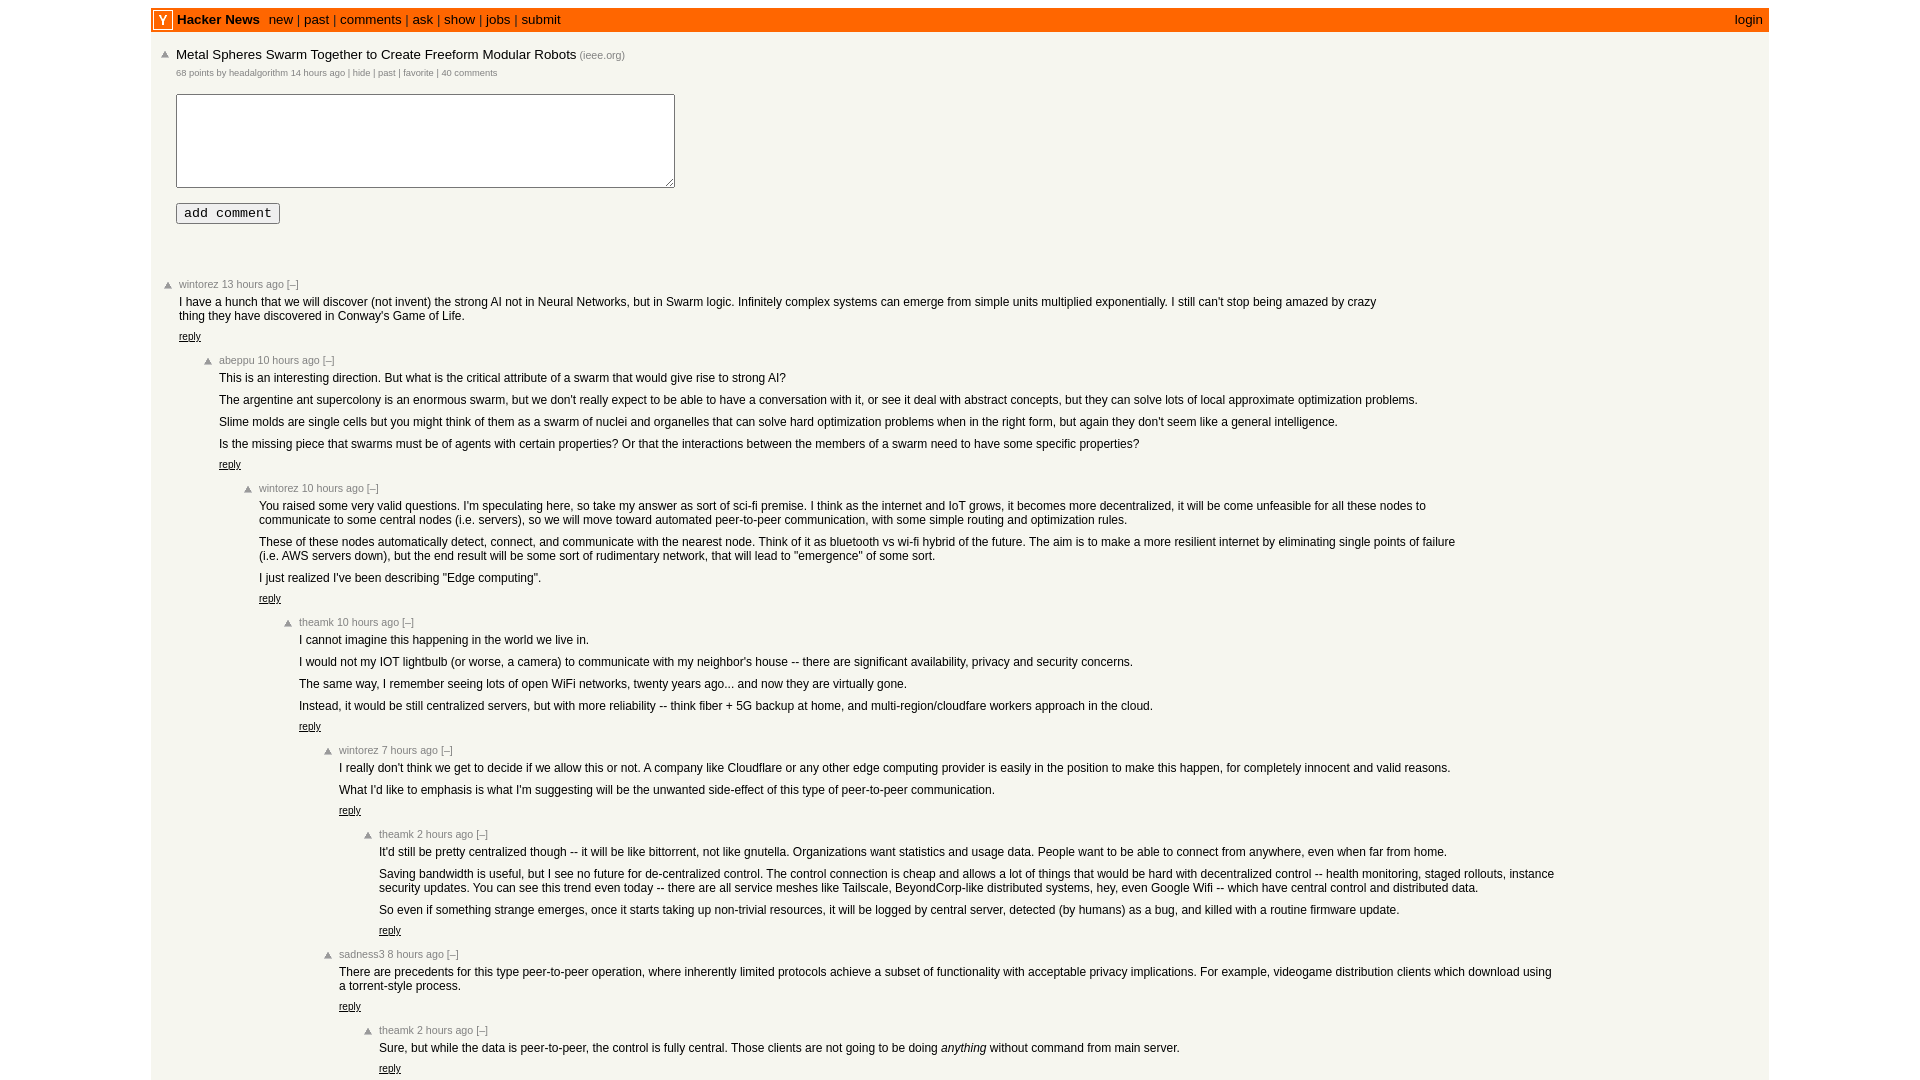 Y Hacker News new | past | comments | ask | show | jobs | submit login
Metal Spheres Swarm Together to Create Freeform Modular Robots (ieee.org)
68 points by headalgorithm 14 hours ago | hide | past | favorite | 40 comments
add comment
wintorez 13 hours ago [–]
I have a hunch that we will discover (not invent) the strong AI not in Neural Networks, but in Swarm logic. Infinitely complex systems can emerge from simple units multiplied exponentially. I still can't stop being amazed by crazy
thing they have discovered in Conway's Game of Life.
reply
abeppu 10 hours ago [–]
This is an interesting direction. But what is the critical attribute of a swarm that would give rise to strong AI?
The argentine ant supercolony is an enormous swarm, but we don't really expect to be able to have a conversation with it, or see it deal with abstract concepts, but they can solve lots of local approximate optimization problems.
Slime molds are single cells but you might think of them as a swarm of nuclei and organelles that can solve hard optimization problems when in the right form, but again they don't seem like a general intelligence.
Is the missing piece that swarms must be of agents with certain properties? Or that the interactions between the members of a swarm need to have some specific properties?
reply
wintorez 10 hours ago [–]
You raised some very valid questions. I'm speculating here, so take my answer as sort of sci-fi premise. I think as the internet and IoT grows, it becomes more decentralized, it will be come unfeasible for all these nodes to
communicate to some central nodes (i.e. servers), so we will move toward automated peer-to-peer communication, with some simple routing and optimization rules.
These of these nodes automatically detect, connect, and communicate with the nearest node. Think of it as bluetooth vs wi-fi hybrid of the future. The aim is to make a more resilient internet by eliminating single points of failure
(i.e. AWS servers down), but the end result will be some sort of rudimentary network, that will lead to "emergence" of some sort.
I just realized I've been describing "Edge computing".
reply
theamk 10 hours ago [–]
I cannot imagine this happening in the world we live in.
I would not my IOT lightbulb (or worse, a camera) to communicate with my neighbor's house -- there are significant availability, privacy and security concerns.
The same way, I remember seeing lots of open WiFi networks, twenty years ago... and now they are virtually gone.
Instead, it would be still centralized servers, but with more reliability -- think fiber + 5G backup at home, and multi-region/cloudfare workers approach in the cloud.
reply
wintorez 7 hours ago [–]
I really don't think we get to decide if we allow this or not. A company like Cloudflare or any other edge computing provider is easily in the position to make this happen, for completely innocent and valid reasons.
What I'd like to emphasis is what I'm suggesting will be the unwanted side-effect of this type of peer-to-peer communication.
reply
theamk 2 hours ago [–]
It'd still be pretty centralized though -- it will be like bittorrent, not like gnutella. Organizations want statistics and usage data. People want to be able to connect from anywhere, even when far from home.
Saving bandwidth is useful, but I see no future for de-centralized control. The control connection is cheap and allows a lot of things that would be hard with decentralized control -- health monitoring, staged rollouts, instance
security updates. You can see this trend even today -- there are all service meshes like Tailscale, BeyondCorp-like distributed systems, hey, even Google Wifi -- which have central control and distributed data.
So even if something strange emerges, once it starts taking up non-trivial resources, it will be logged by central server, detected (by humans) as a bug, and killed with a routine firmware update.
reply
sadness3 8 hours ago [–]
There are precedents for this type peer-to-peer operation, where inherently limited protocols achieve a subset of functionality with acceptable privacy implications. For example, videogame distribution clients which download using
a torrent-style process.
reply
theamk 2 hours ago [–]
Sure, but while the data is peer-to-peer, the control is fully central. Those clients are not going to be doing anything without command from main server.
reply